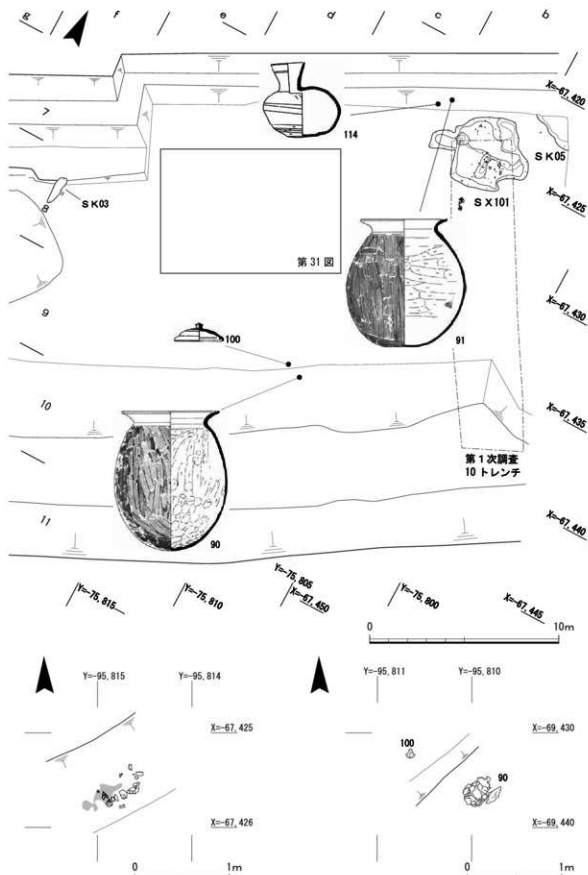 g f e d c b
X=-67,420
7
114
SK05
X=-67,425
SK03
SX101
8
第31図
X=-67,430
9
100
91
10
X=-67,435
第1次調査
10トレンチ
11
90
X=-67,440
Y=-75,815
Y=-75,810
Y=-75,805
X=-67,450
Y=-75,800
X=-67,445
0 10m
Y=-95,815 Y=-95,814
X=-67,425
X=-67,426
0 1m
Y=-95,811 Y=-95,810
X=-69,430
100
90
X=-69,440
0 1m